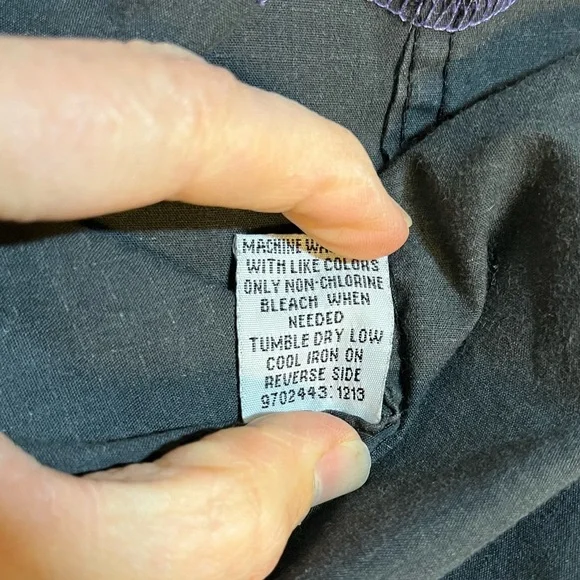 MACHINE
WITH LIKE COLORS
ONLY NON-CHLORINE
BLEACH WHEN
NEEDED
TUMBLE DRY LOW
COOL IRON ON
REVERSE SIDE
9702443: 1213